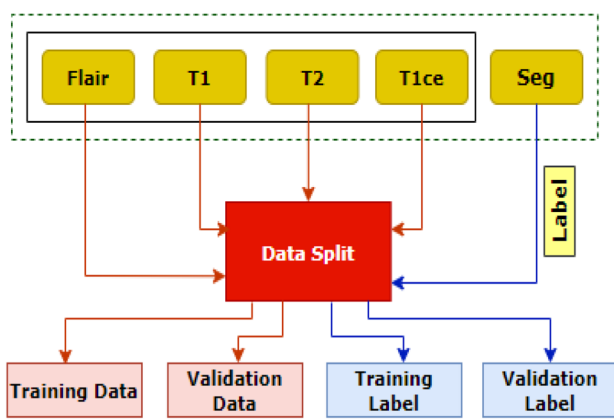 Flair
T1
T2
T1ce
Seg
Label
Data Split
Training Data
Validation
Data
Training
Label
Validation
Label